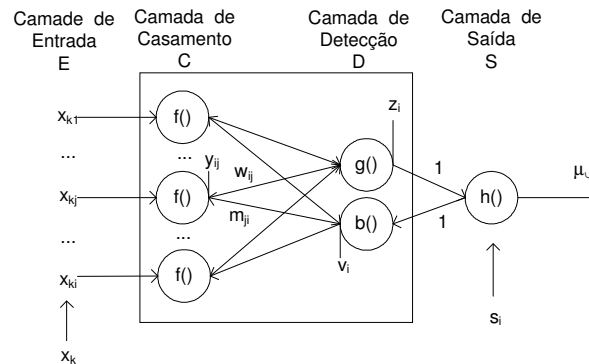 Camade de
Entrada
E
Camada de
Casamento
C
Camada de
Detecção
D
Camada de
Saída
S
x_k1
...
x_kj
...
x_ki
x_k
f()
...
f()
...
f()
y_ij
w_ij
m_ji
z_i
g()
b()
v_i
1
1
h()
s_i